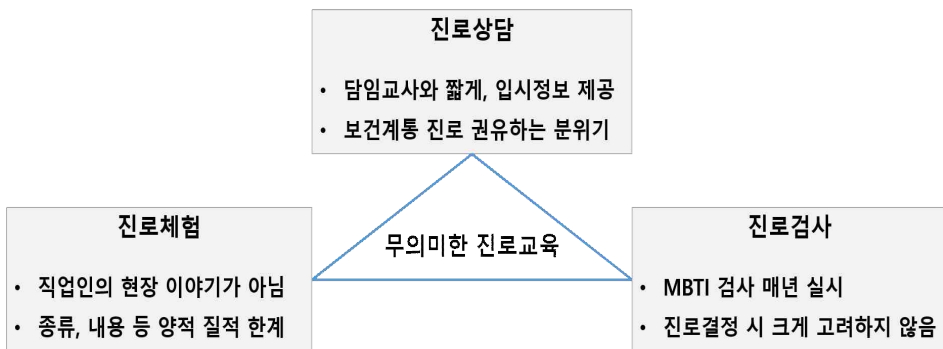 진로상담
• 담임교사와 짧게, 입시정보 제공
• 보건계통 진로 권유하는 분위기
무의미한 진로교육
진로체험
• 직업인의 현장 이야기가 아님
• 종류, 내용 등 양적 질적 한계
진로검사
• MBTI 검사 매년 실시
• 진로결정 시 크게 고려하지 않음